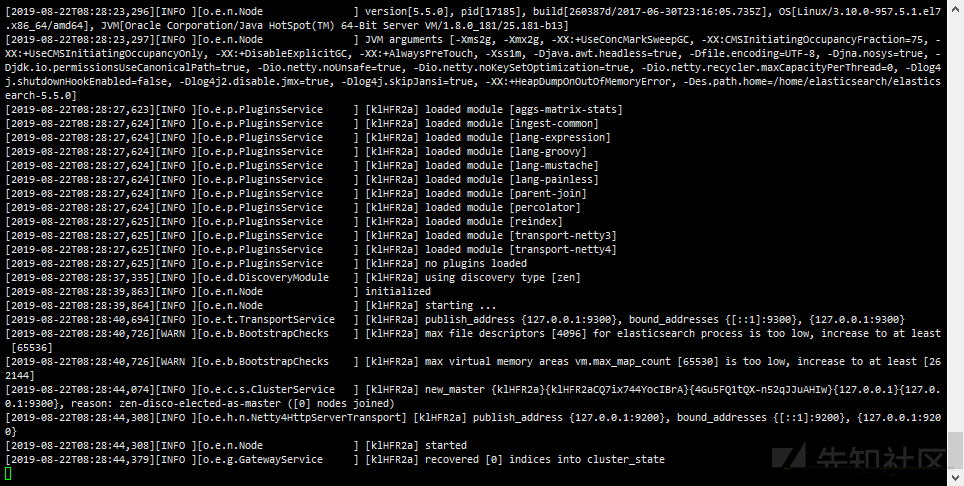 [2019-08-22T08:28:23,296][INFO ][o.e.n.Node               ] version[5.5.0], pid[17185], build[260387d/2017-06-30T23:16:05.735Z], OS[Linux/3.10.0-957.5.1.el7
.x86_64/amd64], JVM[Oracle Corporation/Java HotSpot(TM) 64-Bit Server VM/1.8.0_181/25.181-b13]
[2019-08-22T08:28:23,297][INFO ][o.e.n.Node               ] JVM arguments [-Xms2g, -Xmx2g, -XX:+UseConcMarkSweepGC, -XX:CMSInitiatingOccupancyFraction=75, -
XX:+UseCMSInitiatingOccupancyOnly, -XX:+DisableExplicitGC, -XX:+AlwaysPreTouch, -Xss1m, -Djava.awt.headless=true, -Dfile.encoding=UTF-8, -Djna.nosys=true, -
Djdk.io.permissionsUseCanonicalPath=true, -Dio.netty.noUnsafe=true, -Dio.netty.noKeySetOptimization=true, -Dio.netty.recycler.maxCapacityPerThread=0, -Dlog4
j.shutdownHookEnabled=false, -Dlog4j2.disable.jmx=true, -Dlog4j.skipJansi=true, -XX:+HeapDumpOnOutOfMemoryError, -Des.path.home=/home/elasticsearch/elastics
earch-5.5.0]
[2019-08-22T08:28:27,623][INFO ][o.e.p.PluginsService     ] [klHFR2a] loaded module [aggs-matrix-stats]
[2019-08-22T08:28:27,624][INFO ][o.e.p.PluginsService     ] [klHFR2a] loaded module [ingest-common]
[2019-08-22T08:28:27,624][INFO ][o.e.p.PluginsService     ] [klHFR2a] loaded module [lang-expression]
[2019-08-22T08:28:27,624][INFO ][o.e.p.PluginsService     ] [klHFR2a] loaded module [lang-groovy]
[2019-08-22T08:28:27,624][INFO ][o.e.p.PluginsService     ] [klHFR2a] loaded module [lang-mustache]
[2019-08-22T08:28:27,624][INFO ][o.e.p.PluginsService     ] [klHFR2a] loaded module [lang-painless]
[2019-08-22T08:28:27,624][INFO ][o.e.p.PluginsService     ] [klHFR2a] loaded module [parent-join]
[2019-08-22T08:28:27,624][INFO ][o.e.p.PluginsService     ] [klHFR2a] loaded module [percolator]
[2019-08-22T08:28:27,625][INFO ][o.e.p.PluginsService     ] [klHFR2a] loaded module [reindex]
[2019-08-22T08:28:27,625][INFO ][o.e.p.PluginsService     ] [klHFR2a] loaded module [transport-netty3]
[2019-08-22T08:28:27,625][INFO ][o.e.p.PluginsService     ] [klHFR2a] loaded module [transport-netty4]
[2019-08-22T08:28:27,625][INFO ][o.e.p.PluginsService     ] [klHFR2a] no plugins loaded
[2019-08-22T08:28:37,335][INFO ][o.e.d.DiscoveryModule    ] [klHFR2a] using discovery type [zen]
[2019-08-22T08:28:39,863][INFO ][o.e.n.Node               ] initialized
[2019-08-22T08:28:39,864][INFO ][o.e.n.Node               ] [klHFR2a] starting ...
[2019-08-22T08:28:40,694][INFO ][o.e.t.TransportService   ] [klHFR2a] publish_address {127.0.0.1:9300}, bound_addresses {[::1]:9300}, {127.0.0.1:9300}
[2019-08-22T08:28:40,726][WARN ][o.e.b.BootstrapChecks    ] [klHFR2a] max file descriptors [4096] for elasticsearch process is too low, increase to at least
 [65536]
[2019-08-22T08:28:40,726][WARN ][o.e.b.BootstrapChecks    ] [klHFR2a] max virtual memory areas vm.max_map_count [65530] is too low, increase to at least [26
2144]
[2019-08-22T08:28:44,074][INFO ][o.e.c.s.ClusterService   ] [klHFR2a] new_master {klHFR2a}{klHFR2aCQ7ix744YocIBrA}{4Gu5FQ1tQX-n52qJJuAHIw}{127.0.0.1}{127.0.
0.1:9300}, reason: zen-disco-elected-as-master ([0] nodes joined)
[2019-08-22T08:28:44,308][INFO ][o.e.h.n.Netty4HttpServerTransport] [klHFR2a] publish_address {127.0.0.1:9200}, bound_addresses {[::1]:9200}, {127.0.0.1:920
0}
[2019-08-22T08:28:44,308][INFO ][o.e.n.Node               ] [klHFR2a] started
[2019-08-22T08:28:44,379][INFO ][o.e.g.GatewayService     ] [klHFR2a] recovered [0] indices into cluster_state
先知社区